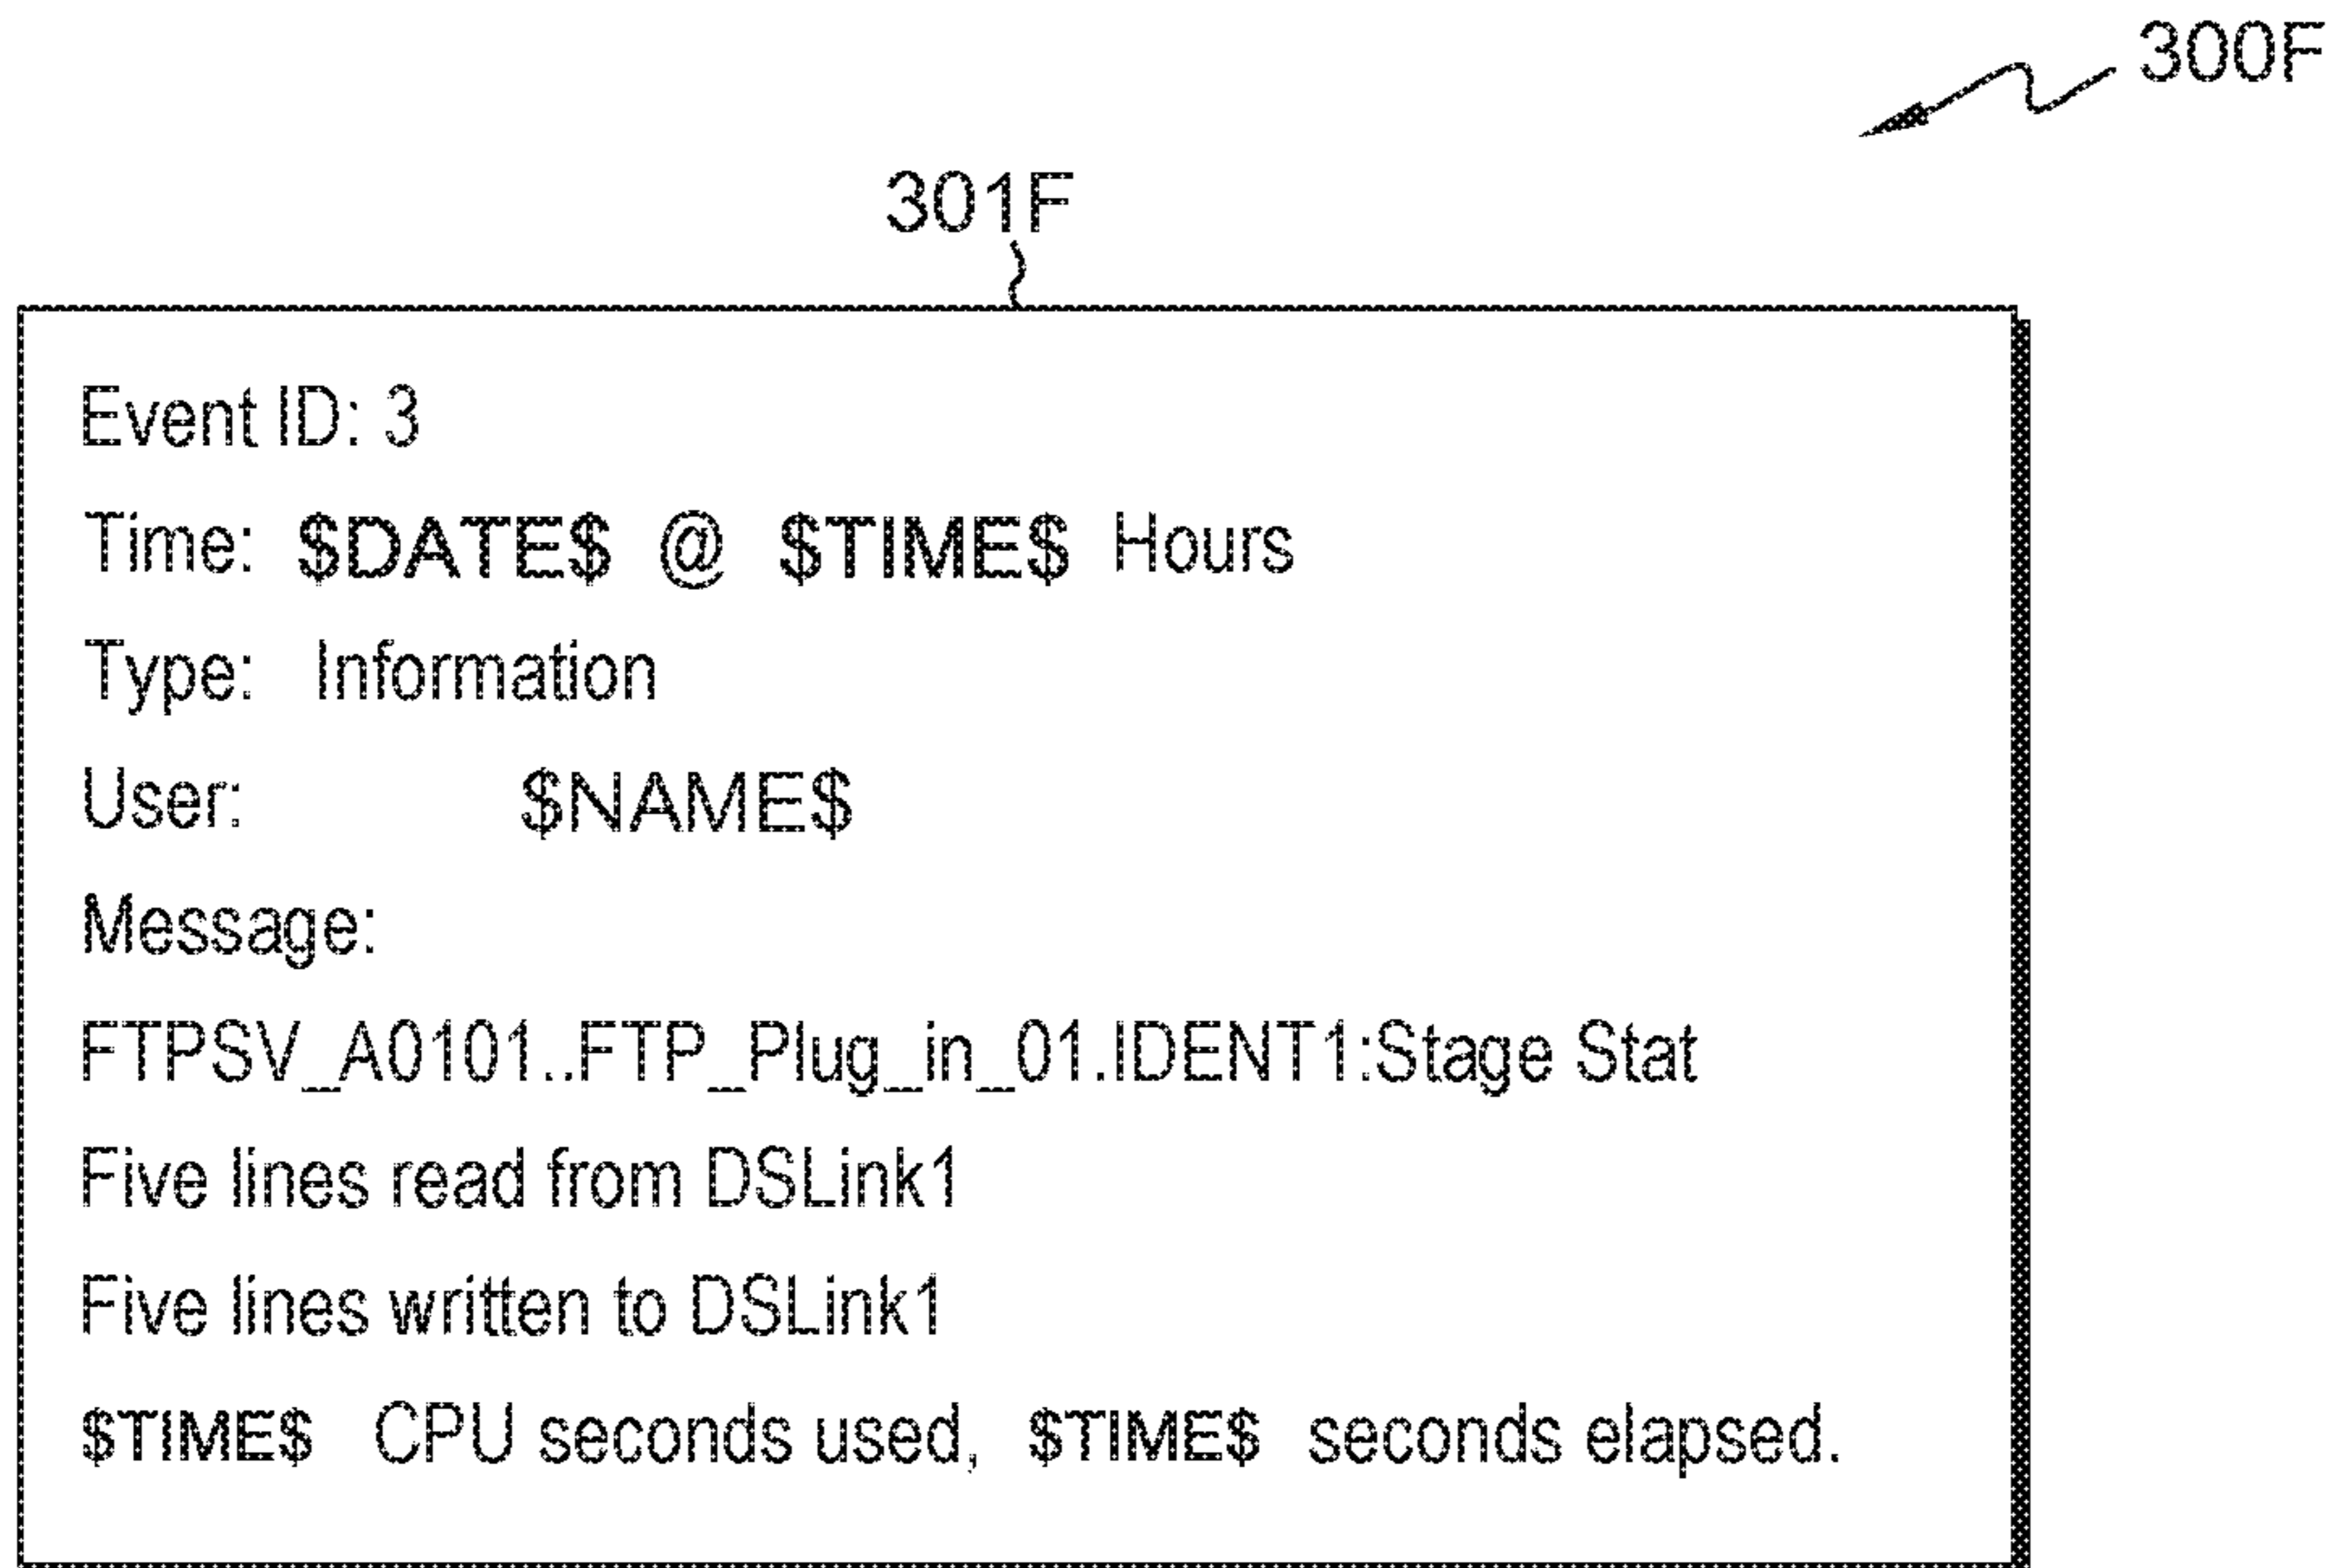 300F
301F
Event ID: 3
Time: $DATE$ @ $TIME$ Hours
Type: Information
User: $NAME$
Message:
FTPSV_A0101..FTP_Plug_in_01.IDENT1:Stage Stat
Five lines read from DSLink1
Five lines written to DSLink1
$TIME$ CPU seconds used, $TIME$ seconds elapsed.